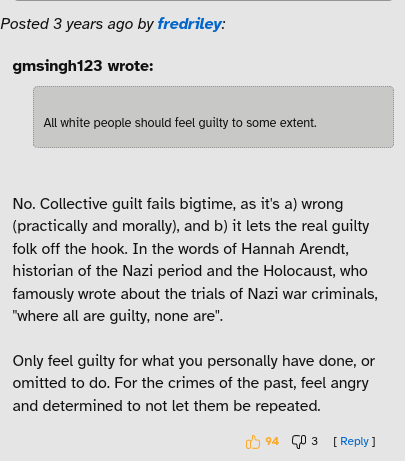 Posted 3 years ago by fredriley:
gmsingh123 wrote:
All white people should feel guilty to some extent.
No. Collective guilt fails bigtime, as it's a) wrong
(practically and morally), and b) it lets the real guilty
folk off the hook. In the words of Hannah Arendt,
historian of the Nazi period and the Holocaust, who
famously wrote about the trials of Nazi war criminals,
"where all are guilty, none are".
Only feel guilty for what you personally have done, or
omitted to do. For the crimes of the past, feel angry
and determined to not let them be repeated.
94 3 [ Reply ]